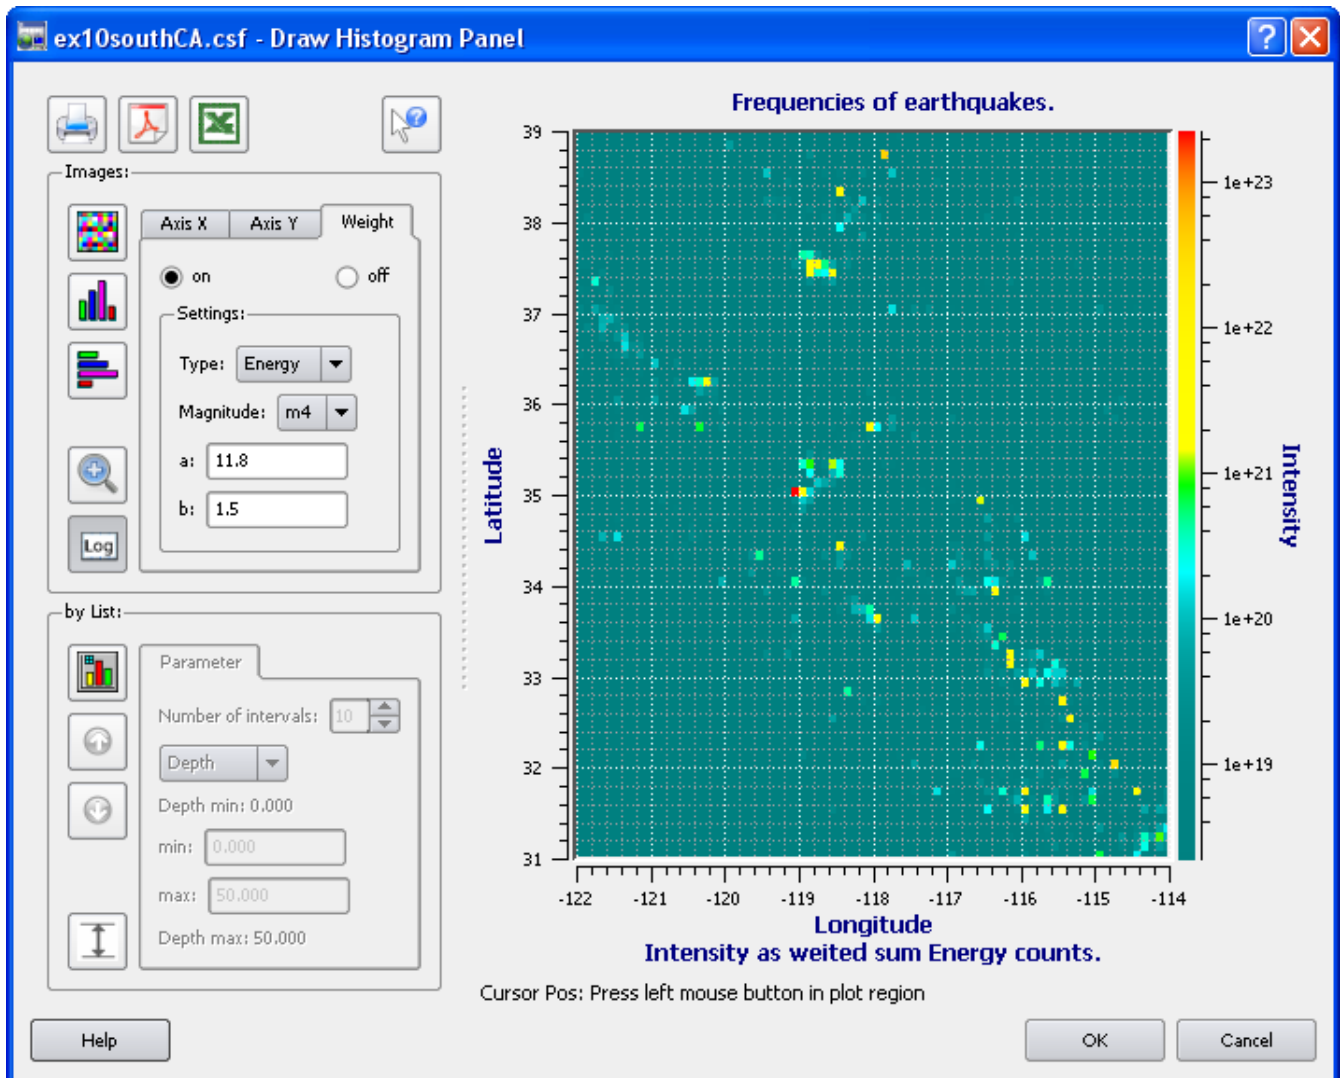 ex10southCA.csf - Draw Histogram Panel
Images:
Axis X Axis Y Weight
on off
Settings:
Type: Energy
Magnitude: m4
a: 11.8
b: 1.5
Log
by List:
Parameter
Number of intervals: 10
Depth
Depth min: 0.000
min: 0.000
max: 50.000
Depth max: 50.000
Help
Frequencies of earthquakes.
Latitude
39
38
37
36
35
34
33
32
31
-122 -121 -120 -119 -118 -117 -116 -115 -114
Longitude
Intensity as weited sum Energy counts.
1e+23
1e+22
1e+21
1e+20
1e+19
Intensity
Cursor Pos: Press left mouse button in plot region
OK Cancel